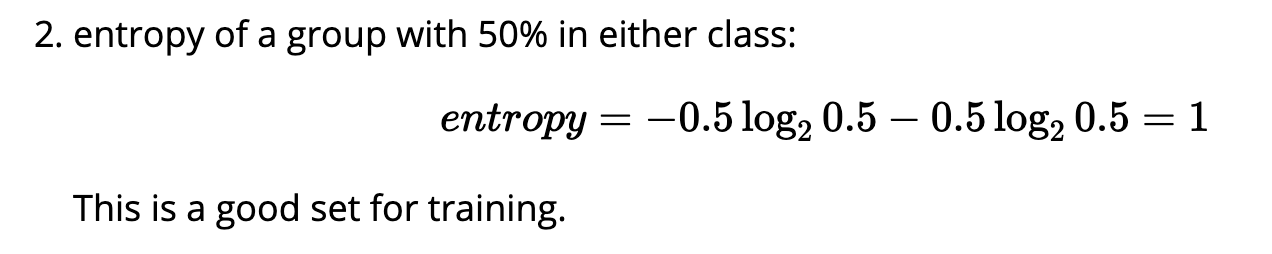 2. entropy of a group with 50% in either class:
entropy = −0.5 log₂ 0.5 − 0.5 log₂ 0.5 = 1
This is a good set for training.